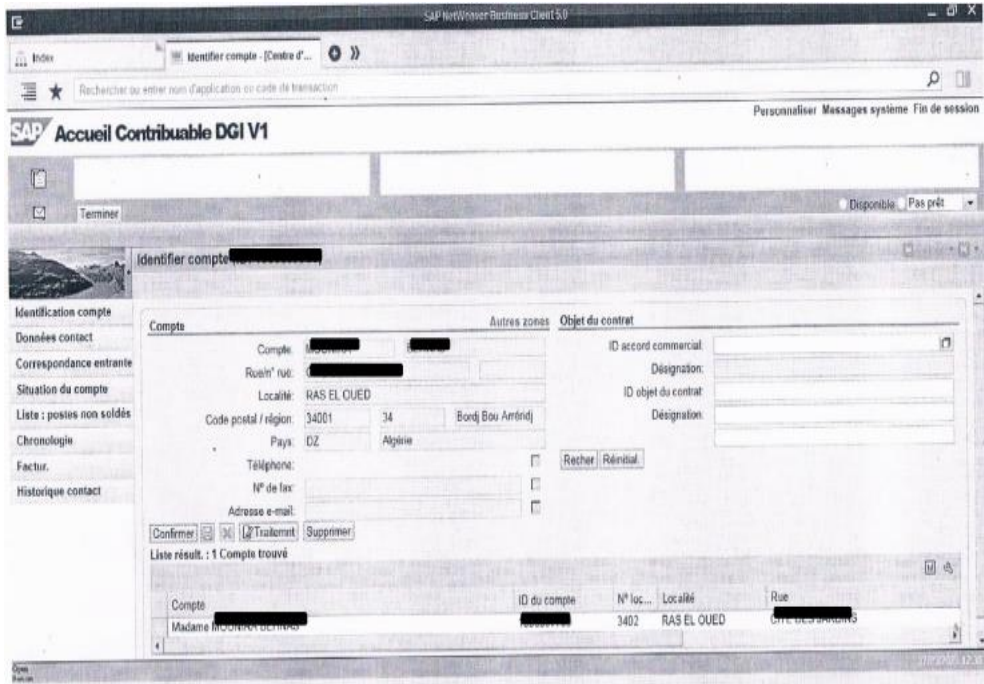 SAP NetWeaver Business Client 5.0
Index
Identifier compte - [Centre d'...
Rechercher ou entrer nom d'application ou code de transaction
Personnaliser Messages système Fin de session
SAP Accueil Contribuable DGI V1
Terminer
Disponible Pas prêt
Identifier compte
Identification compte
Données contact
Correspondance entrante
Situation du compte
Liste : postes non soldés
Chronologie
Factur.
Historique contact
Compte
Autres zones
Compte:
Rue/n° rue:
Localité: RAS EL OUED
Code postal / région: 34001 34 Bordj Bou Arréridj
Pays: DZ Algérie
Téléphone:
N° de fax:
Adresse e-mail:
Objet du contrat
ID accord commercial:
Désignation:
ID objet du contrat:
Désignation:
Recher Réinitial.
Confirmer Traitemnt Supprimer
Liste résult. : 1 Compte trouvé
Compte ID du compte N° loc... Localité Rue
Madame 3402 RAS EL OUED